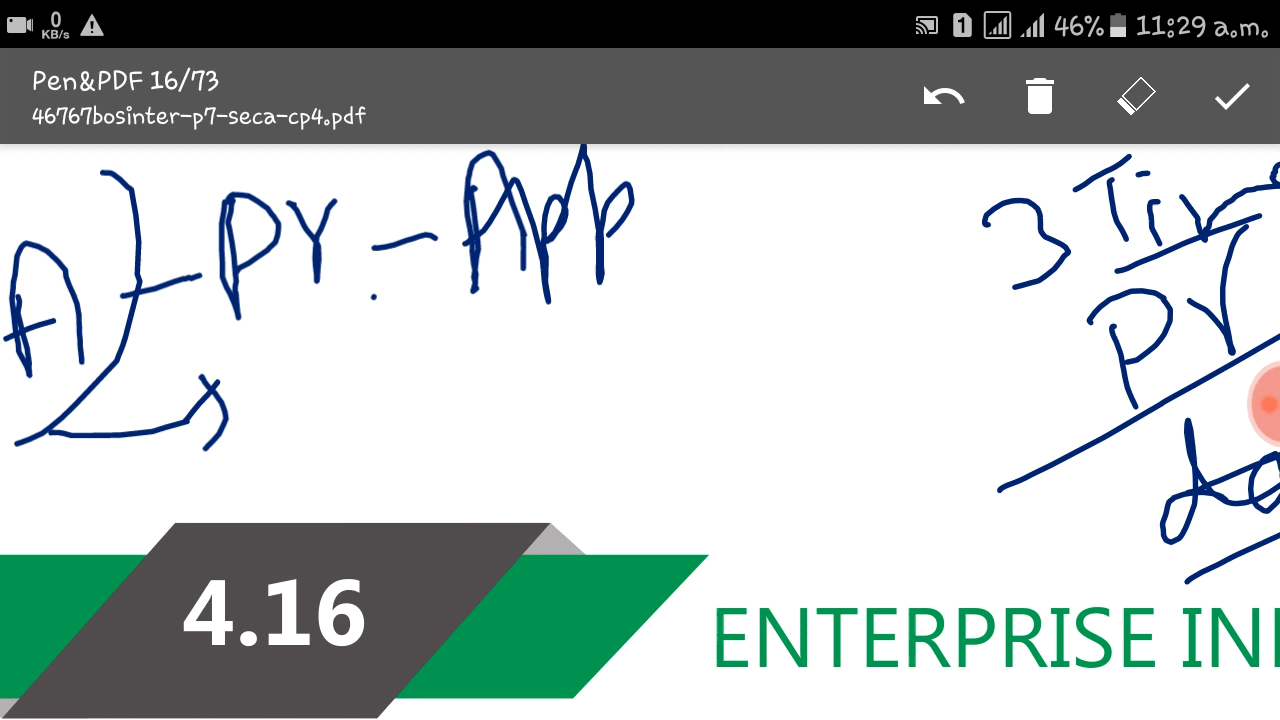 0 KB/s 1 46% 11:29 a.m.
Pen&PDF 16/73
46767bosinter-p7-seca-cp4.pdf
A - PY - App
3
PY
4.16
ENTERPRISE IN